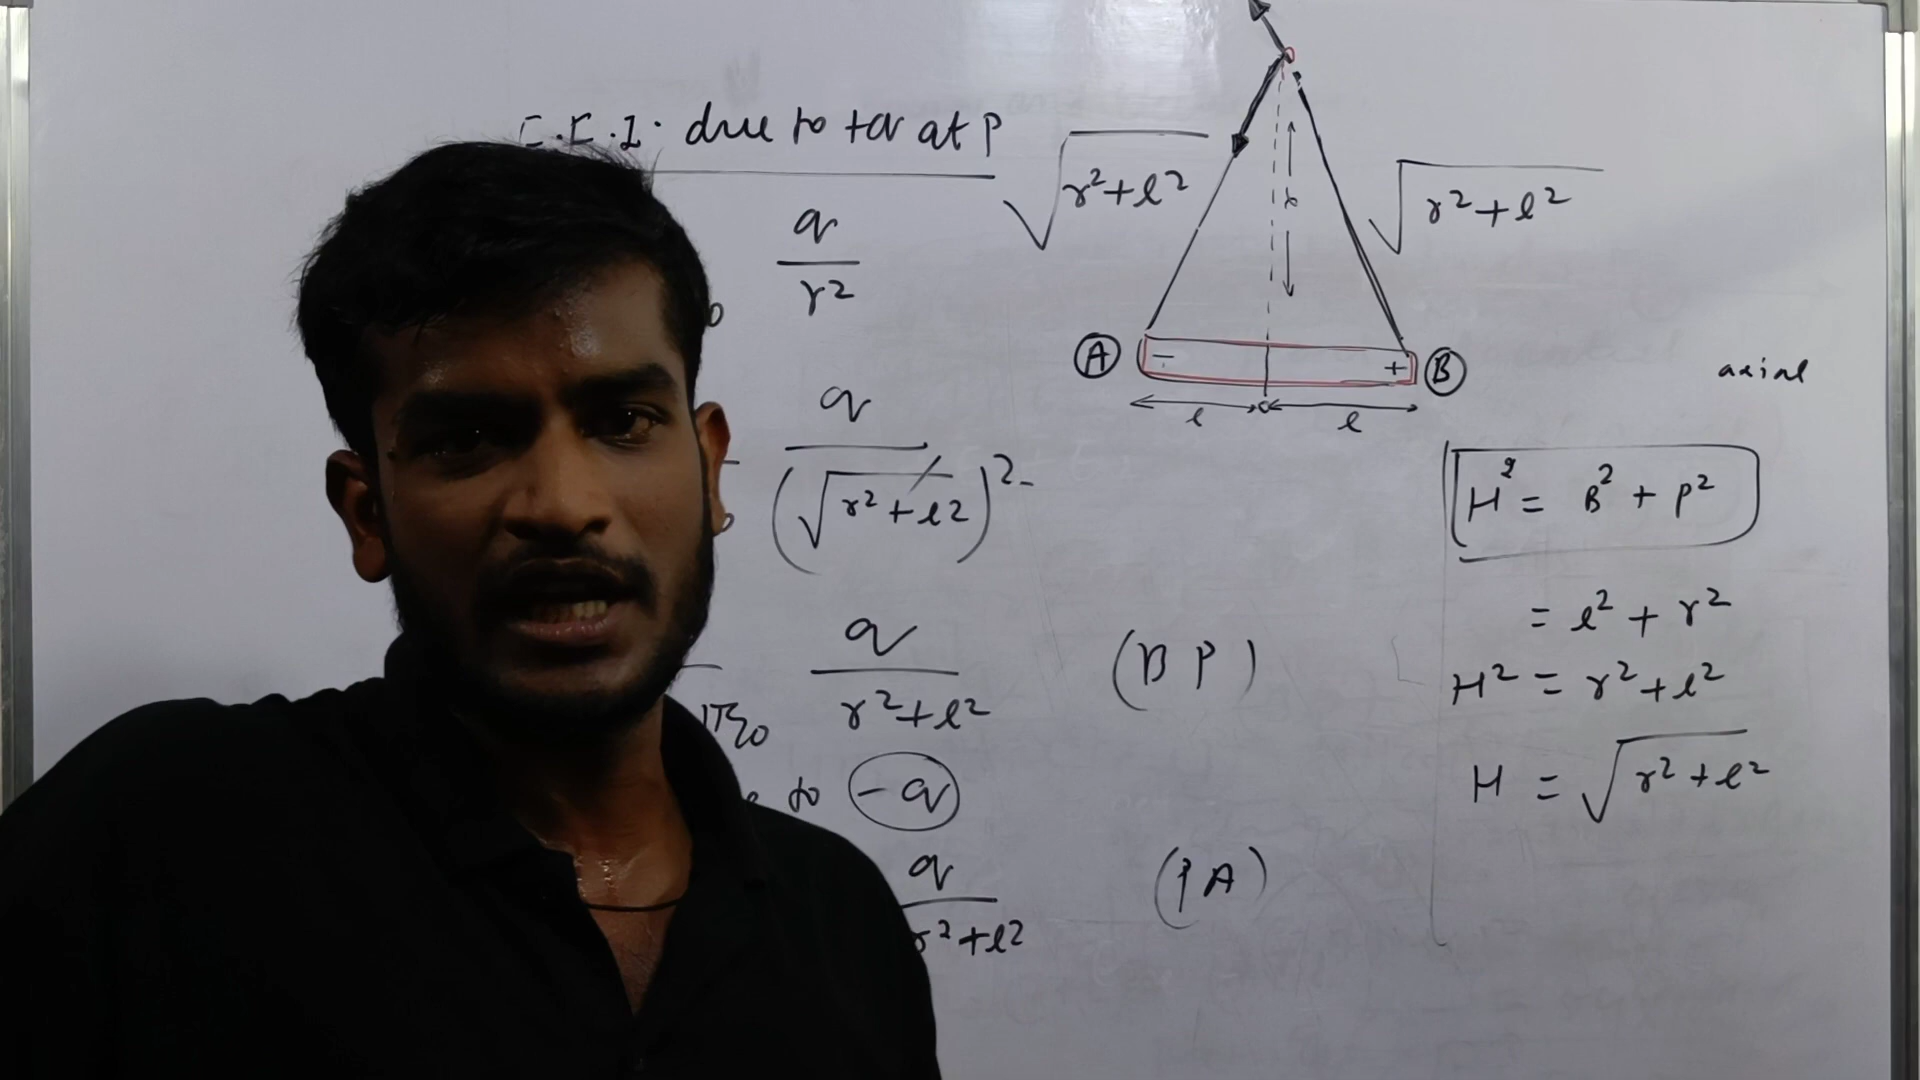 due to +q at P
q
r²
q
(√r²+l²)²
q
r²+l²
(BP)
to -q
q
r²+l²
(PA)
√r²+l²
√r²+l²
r
A
-
+
B
l
l
axial
H² = B² + P²
= l² + r²
H² = r²+l²
H = √r²+l²